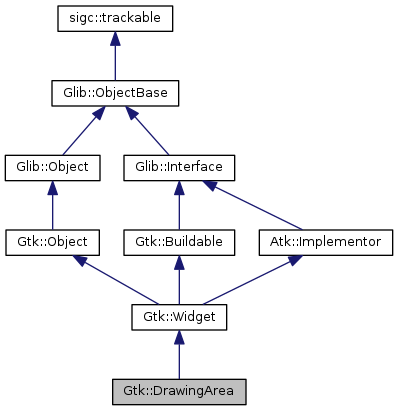 sigc::trackable
Glib::ObjectBase
Glib::Object
Glib::Interface
Gtk::Object
Gtk::Buildable
Atk::Implementor
Gtk::Widget
Gtk::DrawingArea